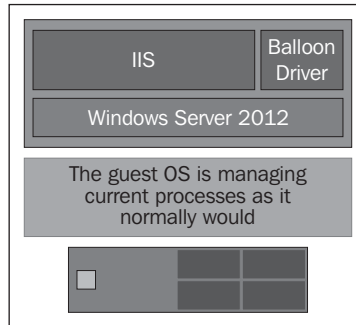 IIS
Balloon
Driver
Windows Server 2012
The guest OS is managing
current processes as it
normally would